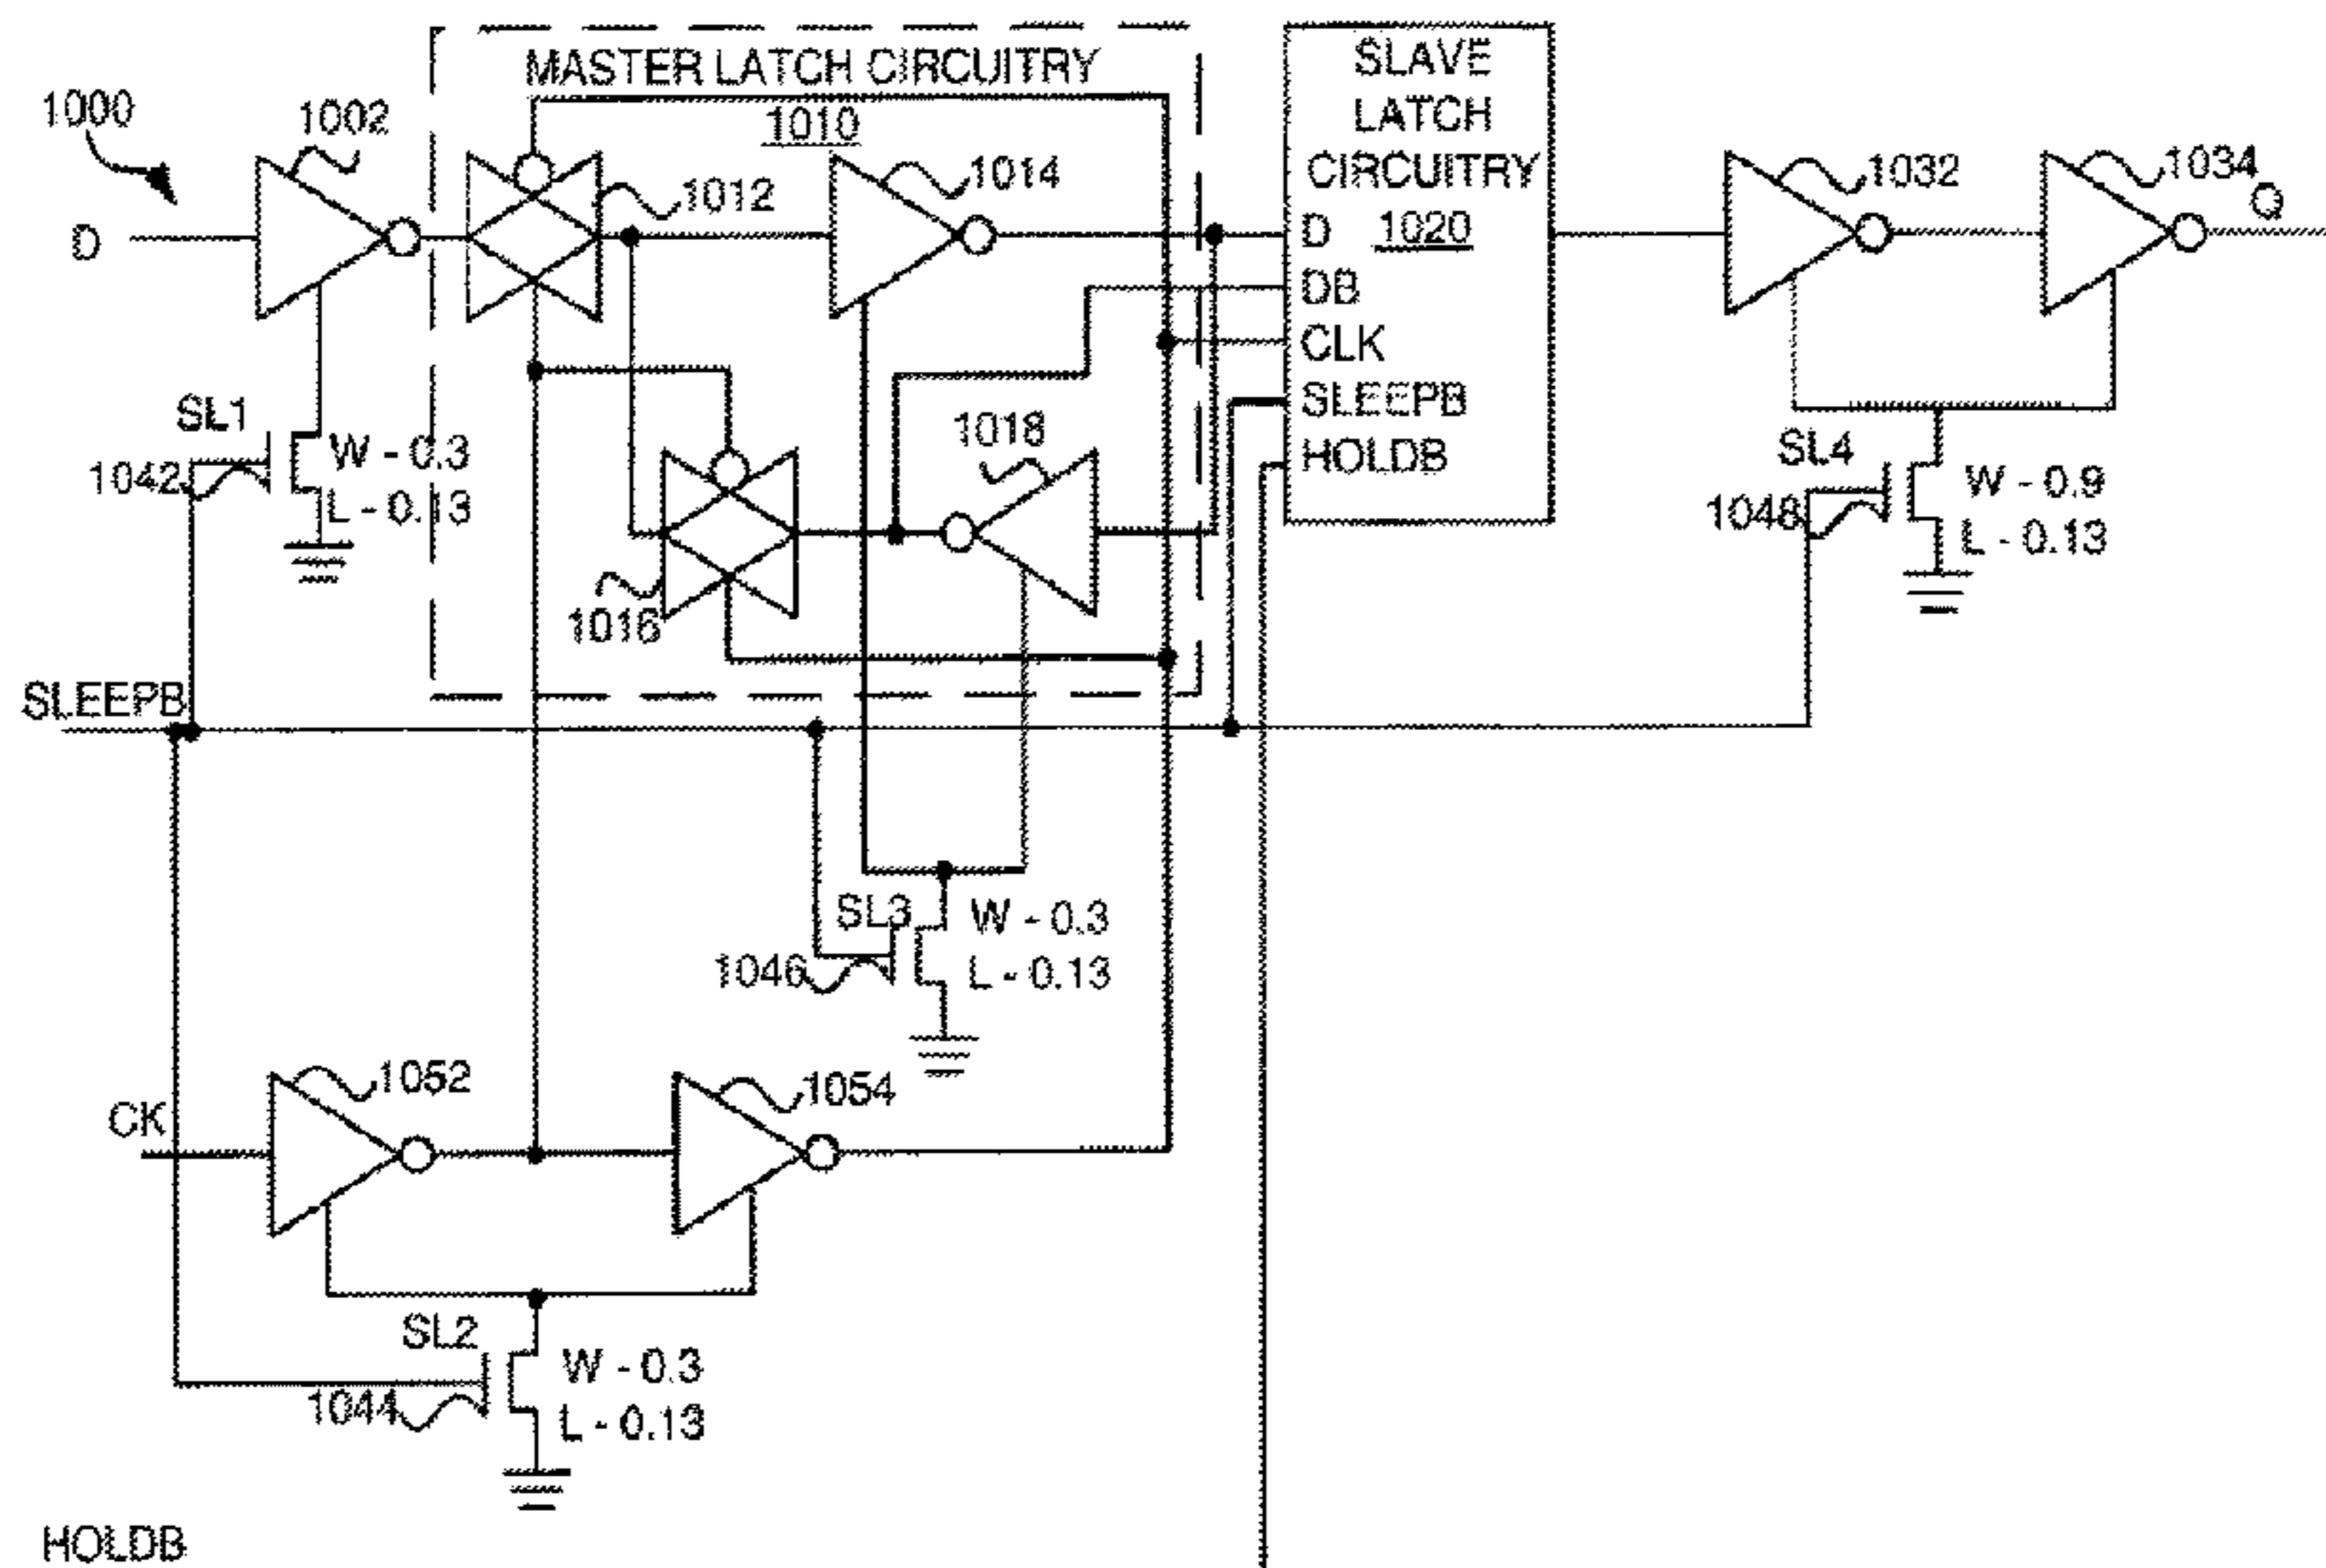 MASTER LATCH CIRCUITRY
1010
1000
1002
1012
1014
D
SLAVE
LATCH
CIRCUITRY
1020
D
DB
CLK
SLEEPB
HOLDB
1032
1034
Q
SL1
1042
W - 0.3
L - 0.13
1018
1016
SL4
1048
W - 0.9
L - 0.13
SLEEPB
SL3
1046
W - 0.3
L - 0.13
CK
1052
1054
SL2
1044
W - 0.3
L - 0.13
HOLDB